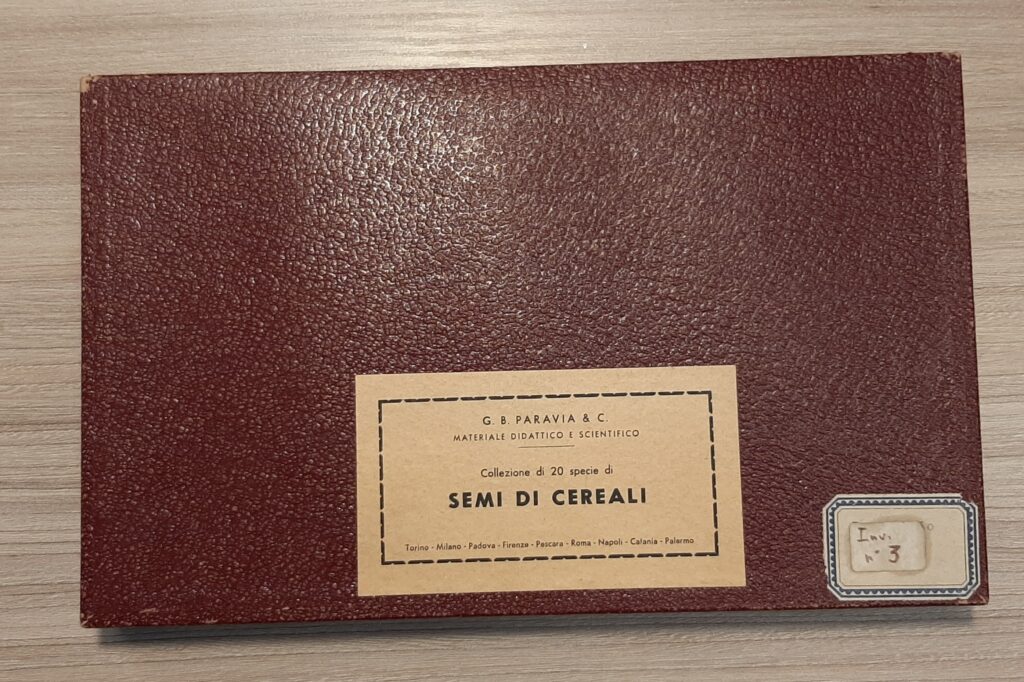 G. B. PARAVIA & C.
MATERIALE DIDATTICO E SCIENTIFICO
Collezione di 20 specie di
SEMI DI CEREALI
Torino - Milano - Padova - Firenze - Pescara - Roma - Napoli - Catania - Palermo
Inv.
n° 3